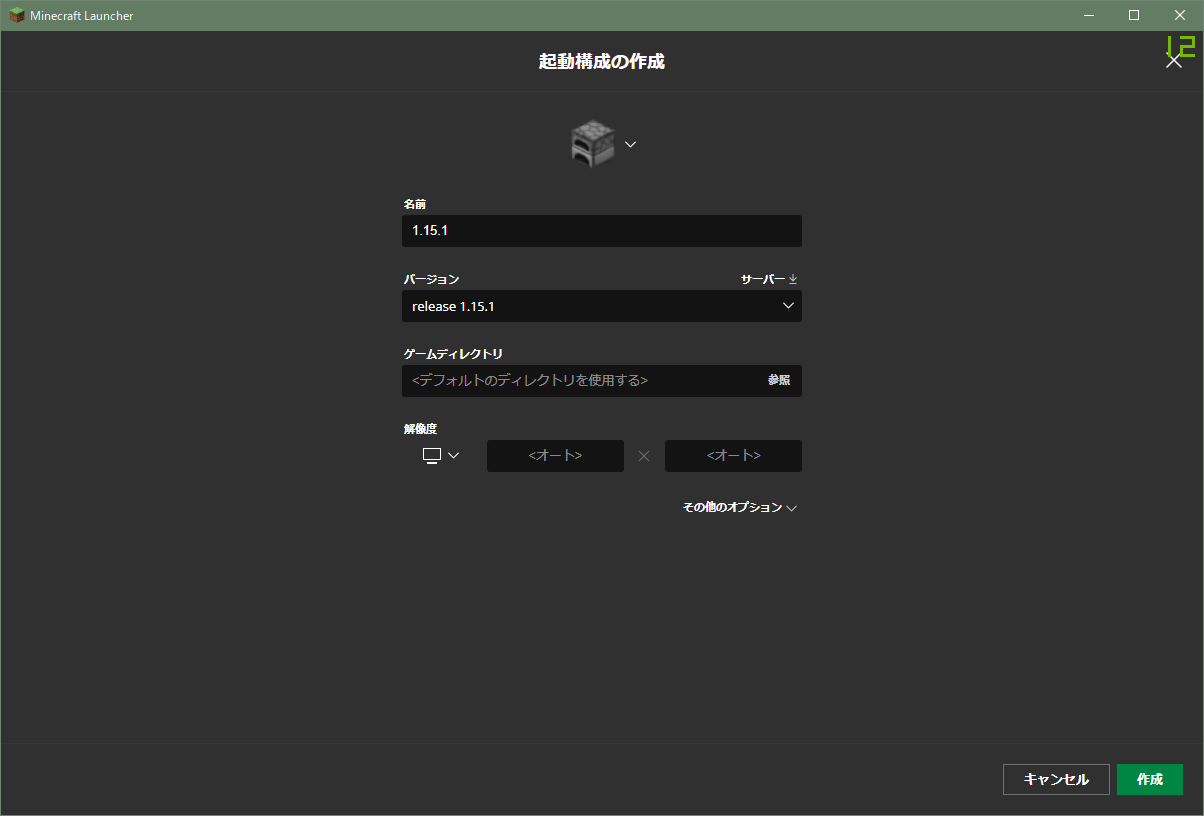 Minecraft Launcher
12
起動構成の作成
名前
1.15.1
バージョン サーバー
release 1.15.1
ゲームディレクトリ
<デフォルトのディレクトリを使用する> 参照
解像度
<オート> <オート>
その他のオプション
キャンセル 作成